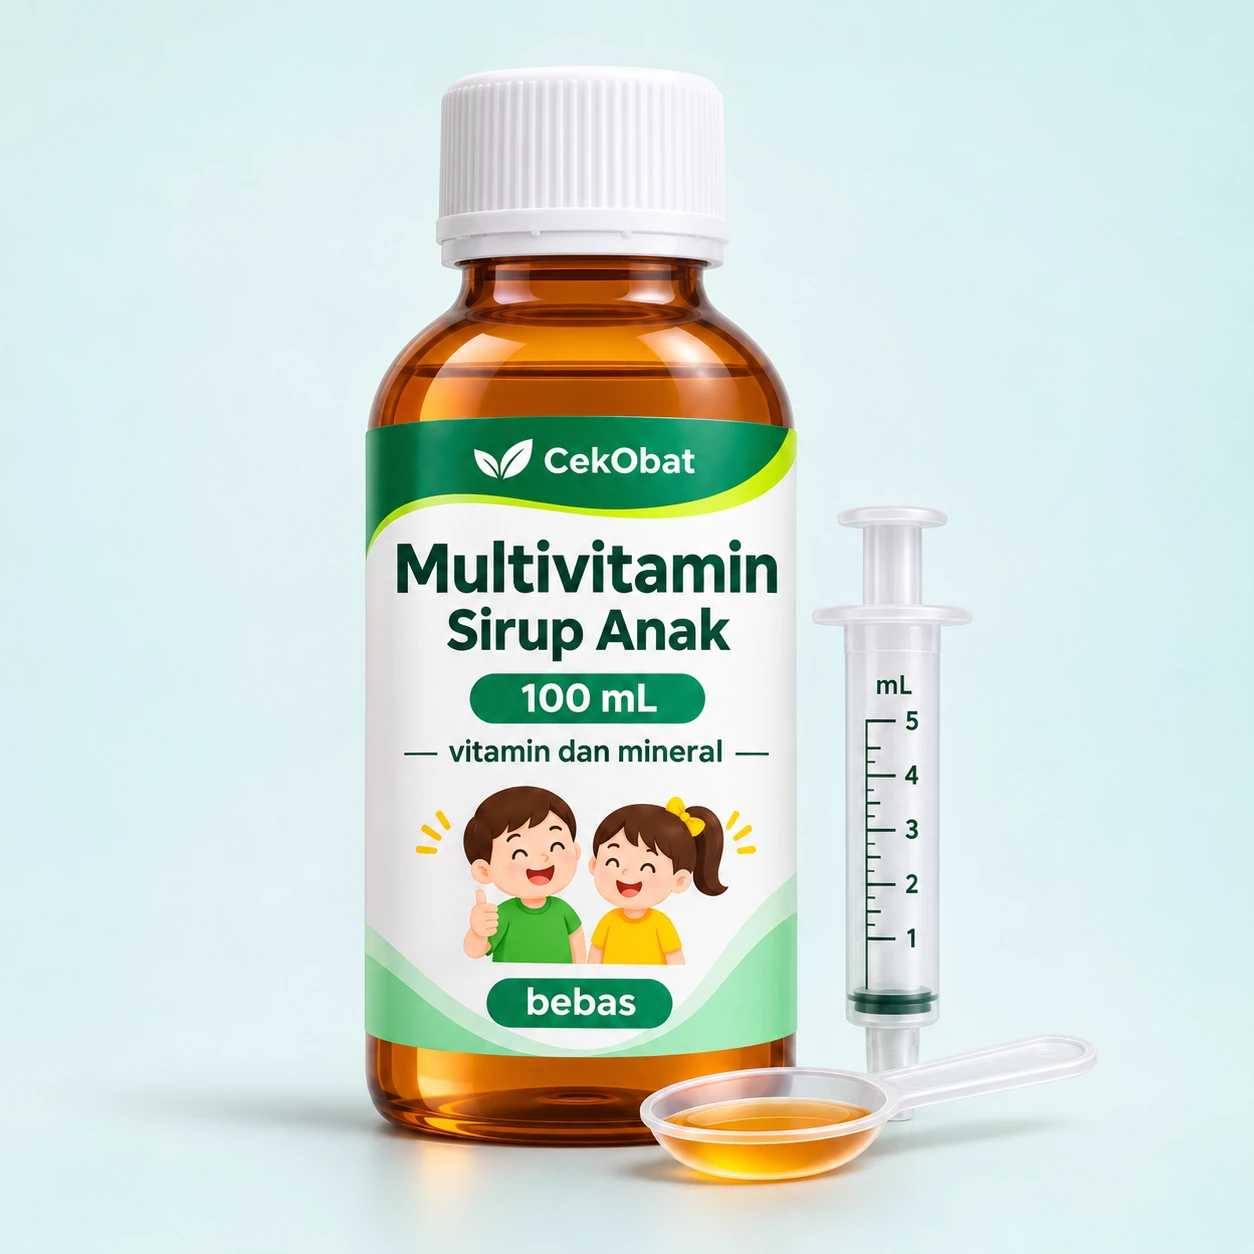 CekObat
Multivitamin
Sirup Anak
100 mL
vitamin dan mineral
bebas
mL
5
4
3
2
1